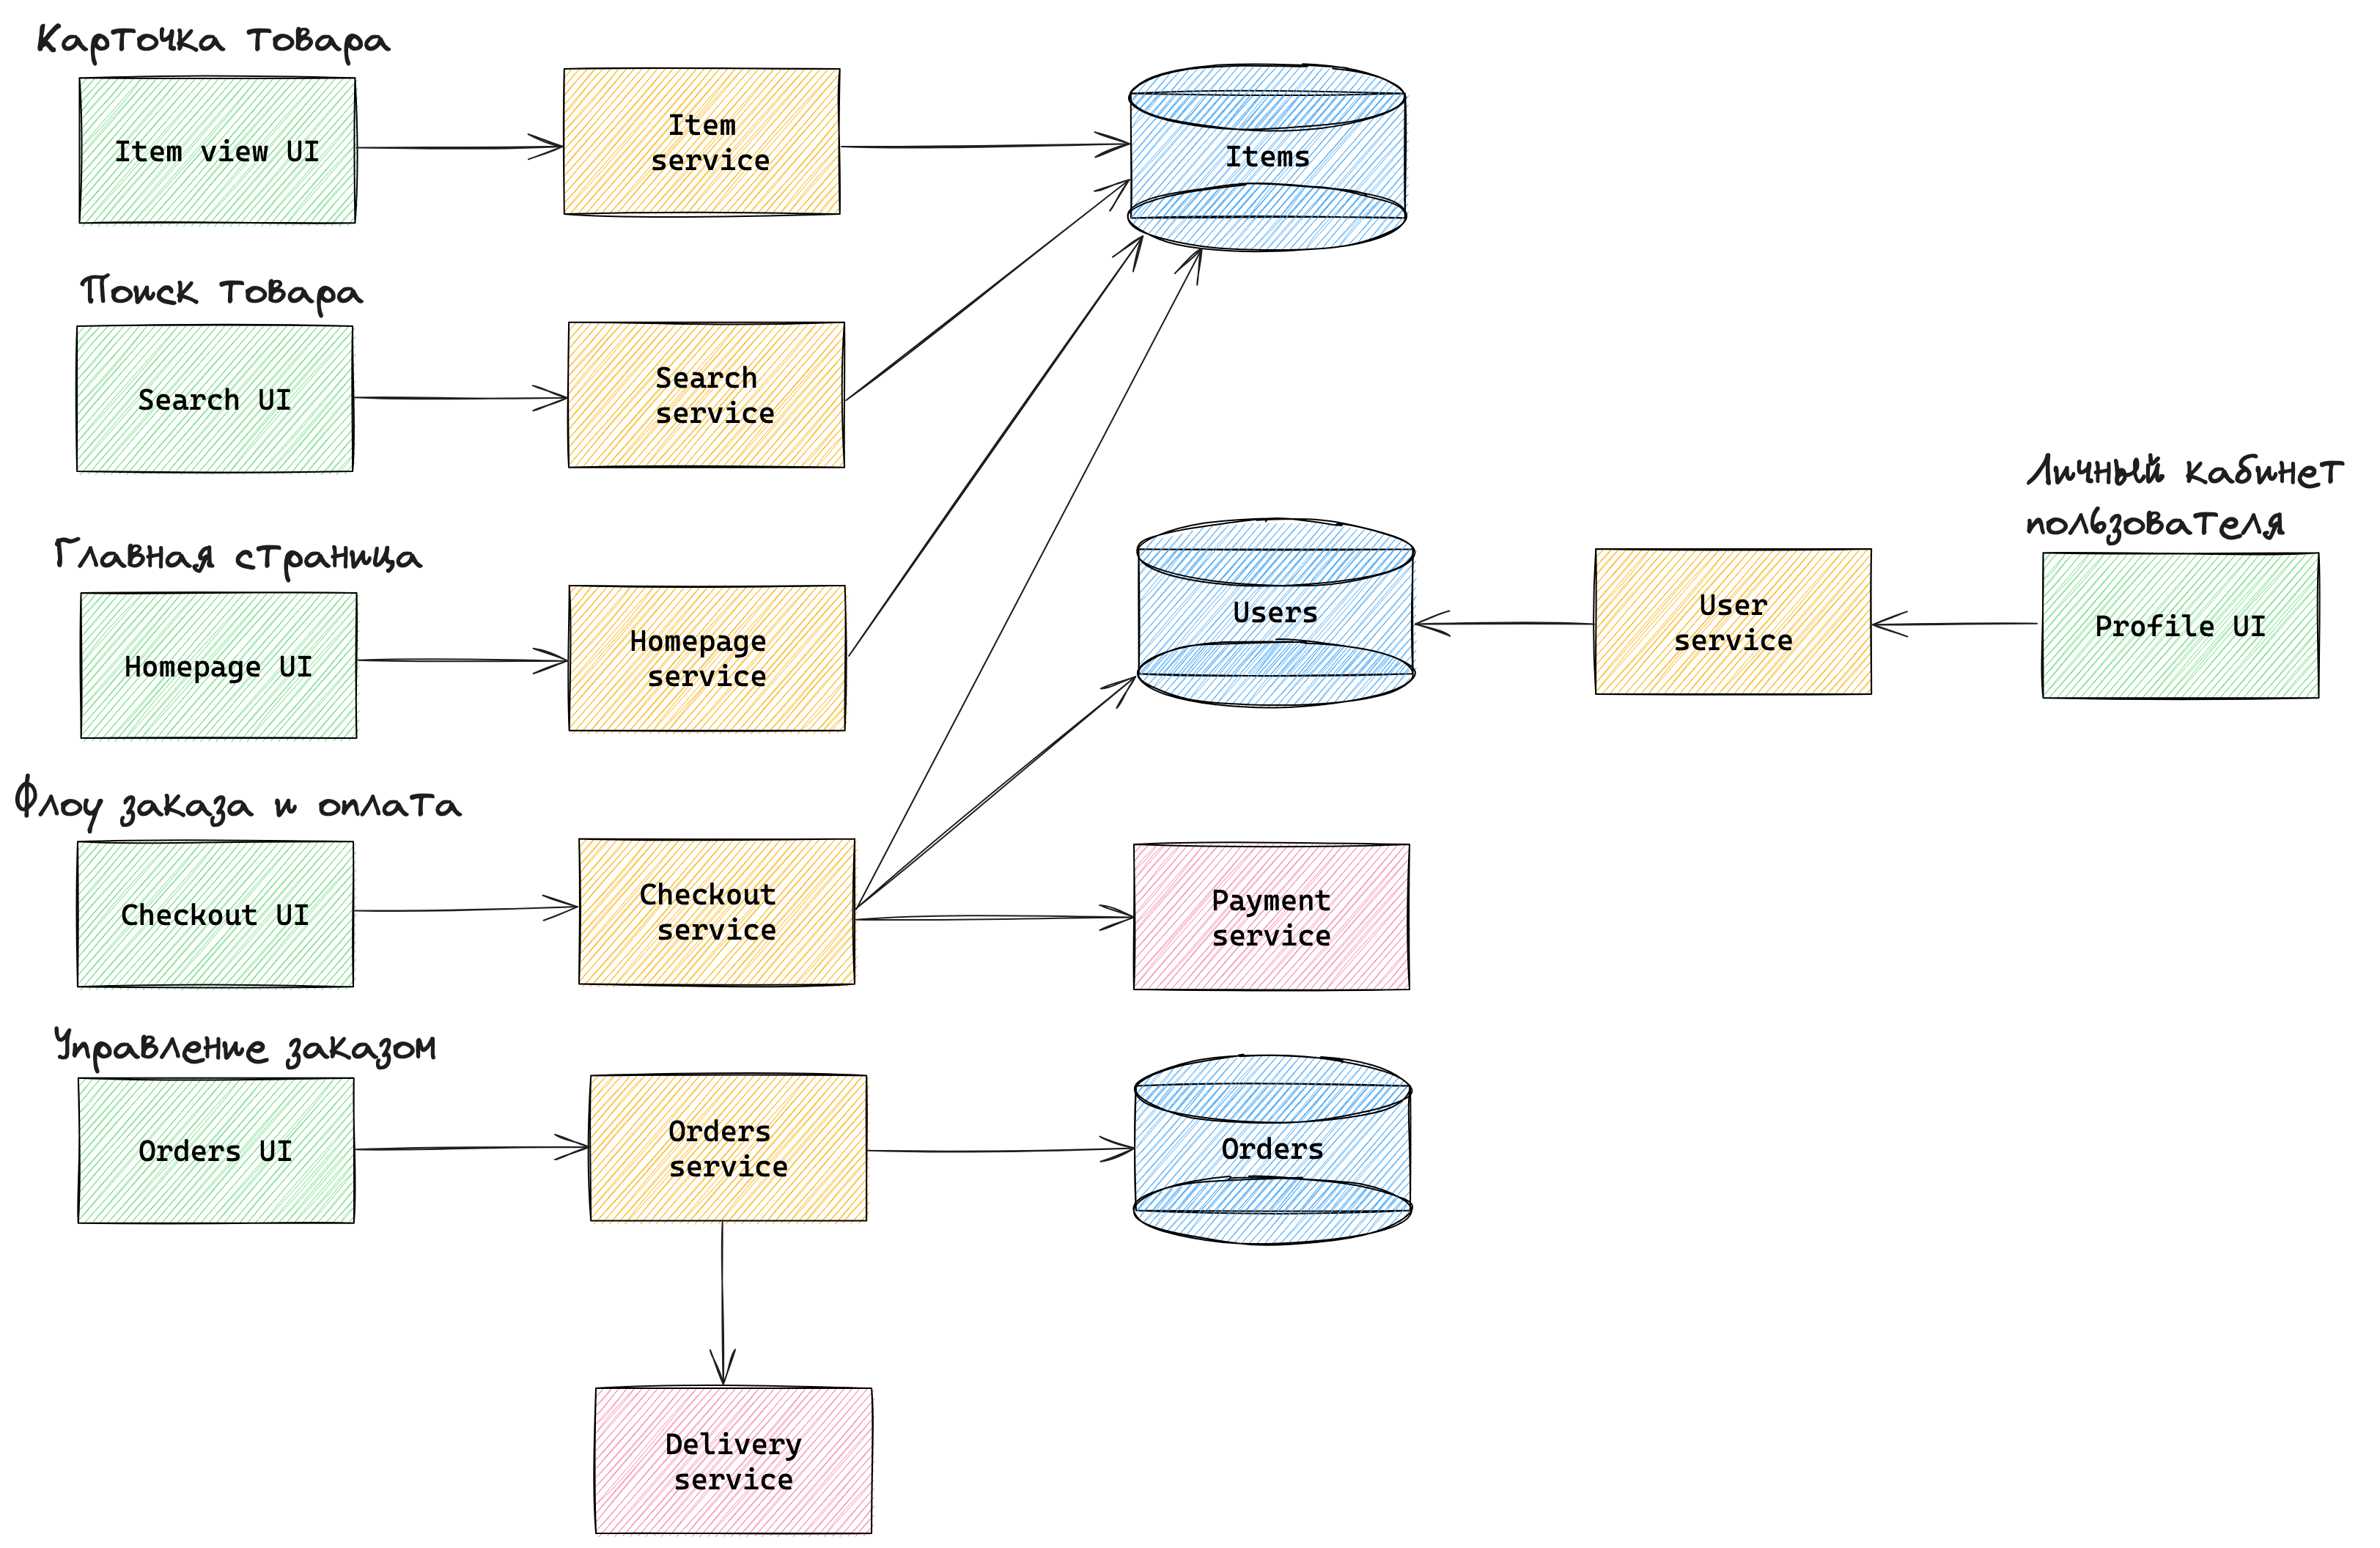 Карточка товара
Item view UI
Item
service
Items
Поиск товара
Search UI
Search
service
Главная страница
Homepage UI
Homepage
service
Users
User
service
Личный кабинет
пользователя
Profile UI
Флоу заказа и оплата
Checkout UI
Checkout
service
Payment
service
Управление заказом
Orders UI
Orders
service
Orders
Delivery
service